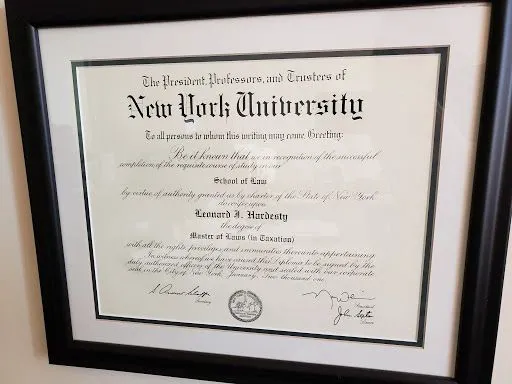 The President, Professors, and Trustees of
New York University
To all persons to whom this writing may come, Greeting:
Be it known that we in recognition of the successful
completion of the requisite course of study in our
School of Law
by virtue of authority granted us by charter of the State of New York
do confer upon
Leonard I. Hardesty
the degree of
Master of Laws (in Taxation)
with all the rights, privileges and immunities thereunto appertaining
In witness whereof we have caused this Diploma to be signed by the
duly authorized officers of the University and sealed with our corporate
seal in the City of New York, January, Two thousand one.
Secretary
President
John Sexton
Dean